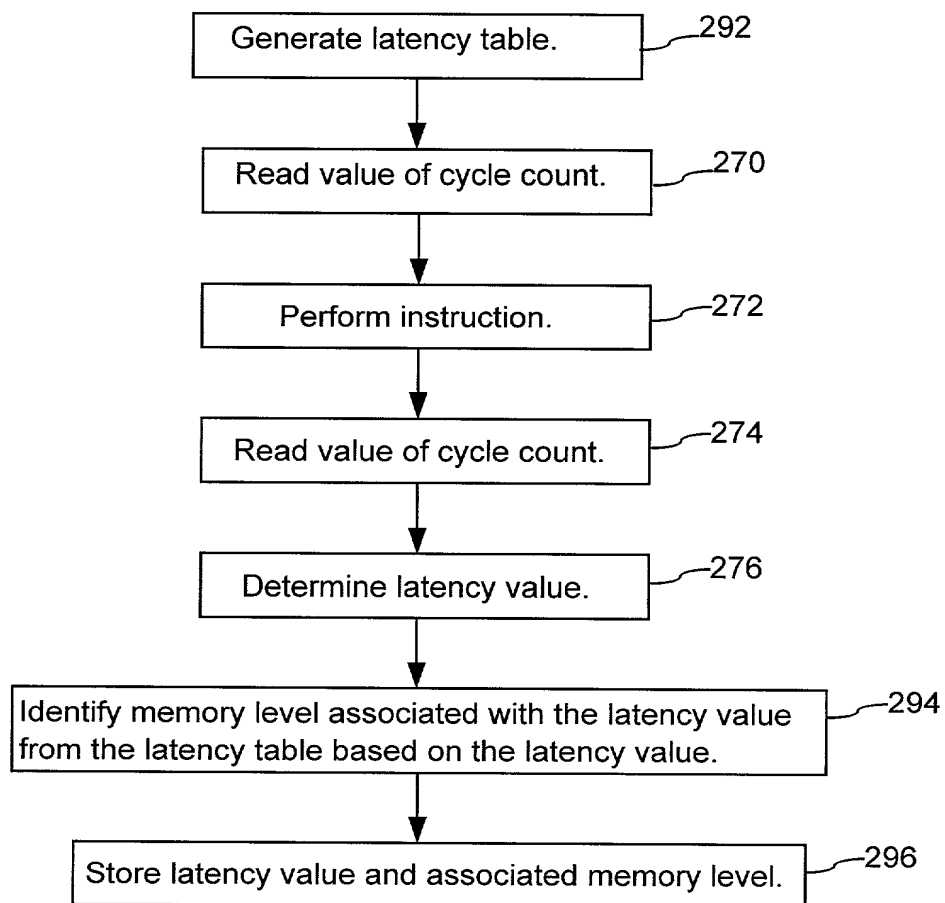 Generate latency table.
292
Read value of cycle count.
270
Perform instruction.
272
Read value of cycle count.
274
Determine latency value.
276
Identify memory level associated with the latency value
from the latency table based on the latency value.
294
Store latency value and associated memory level.
296